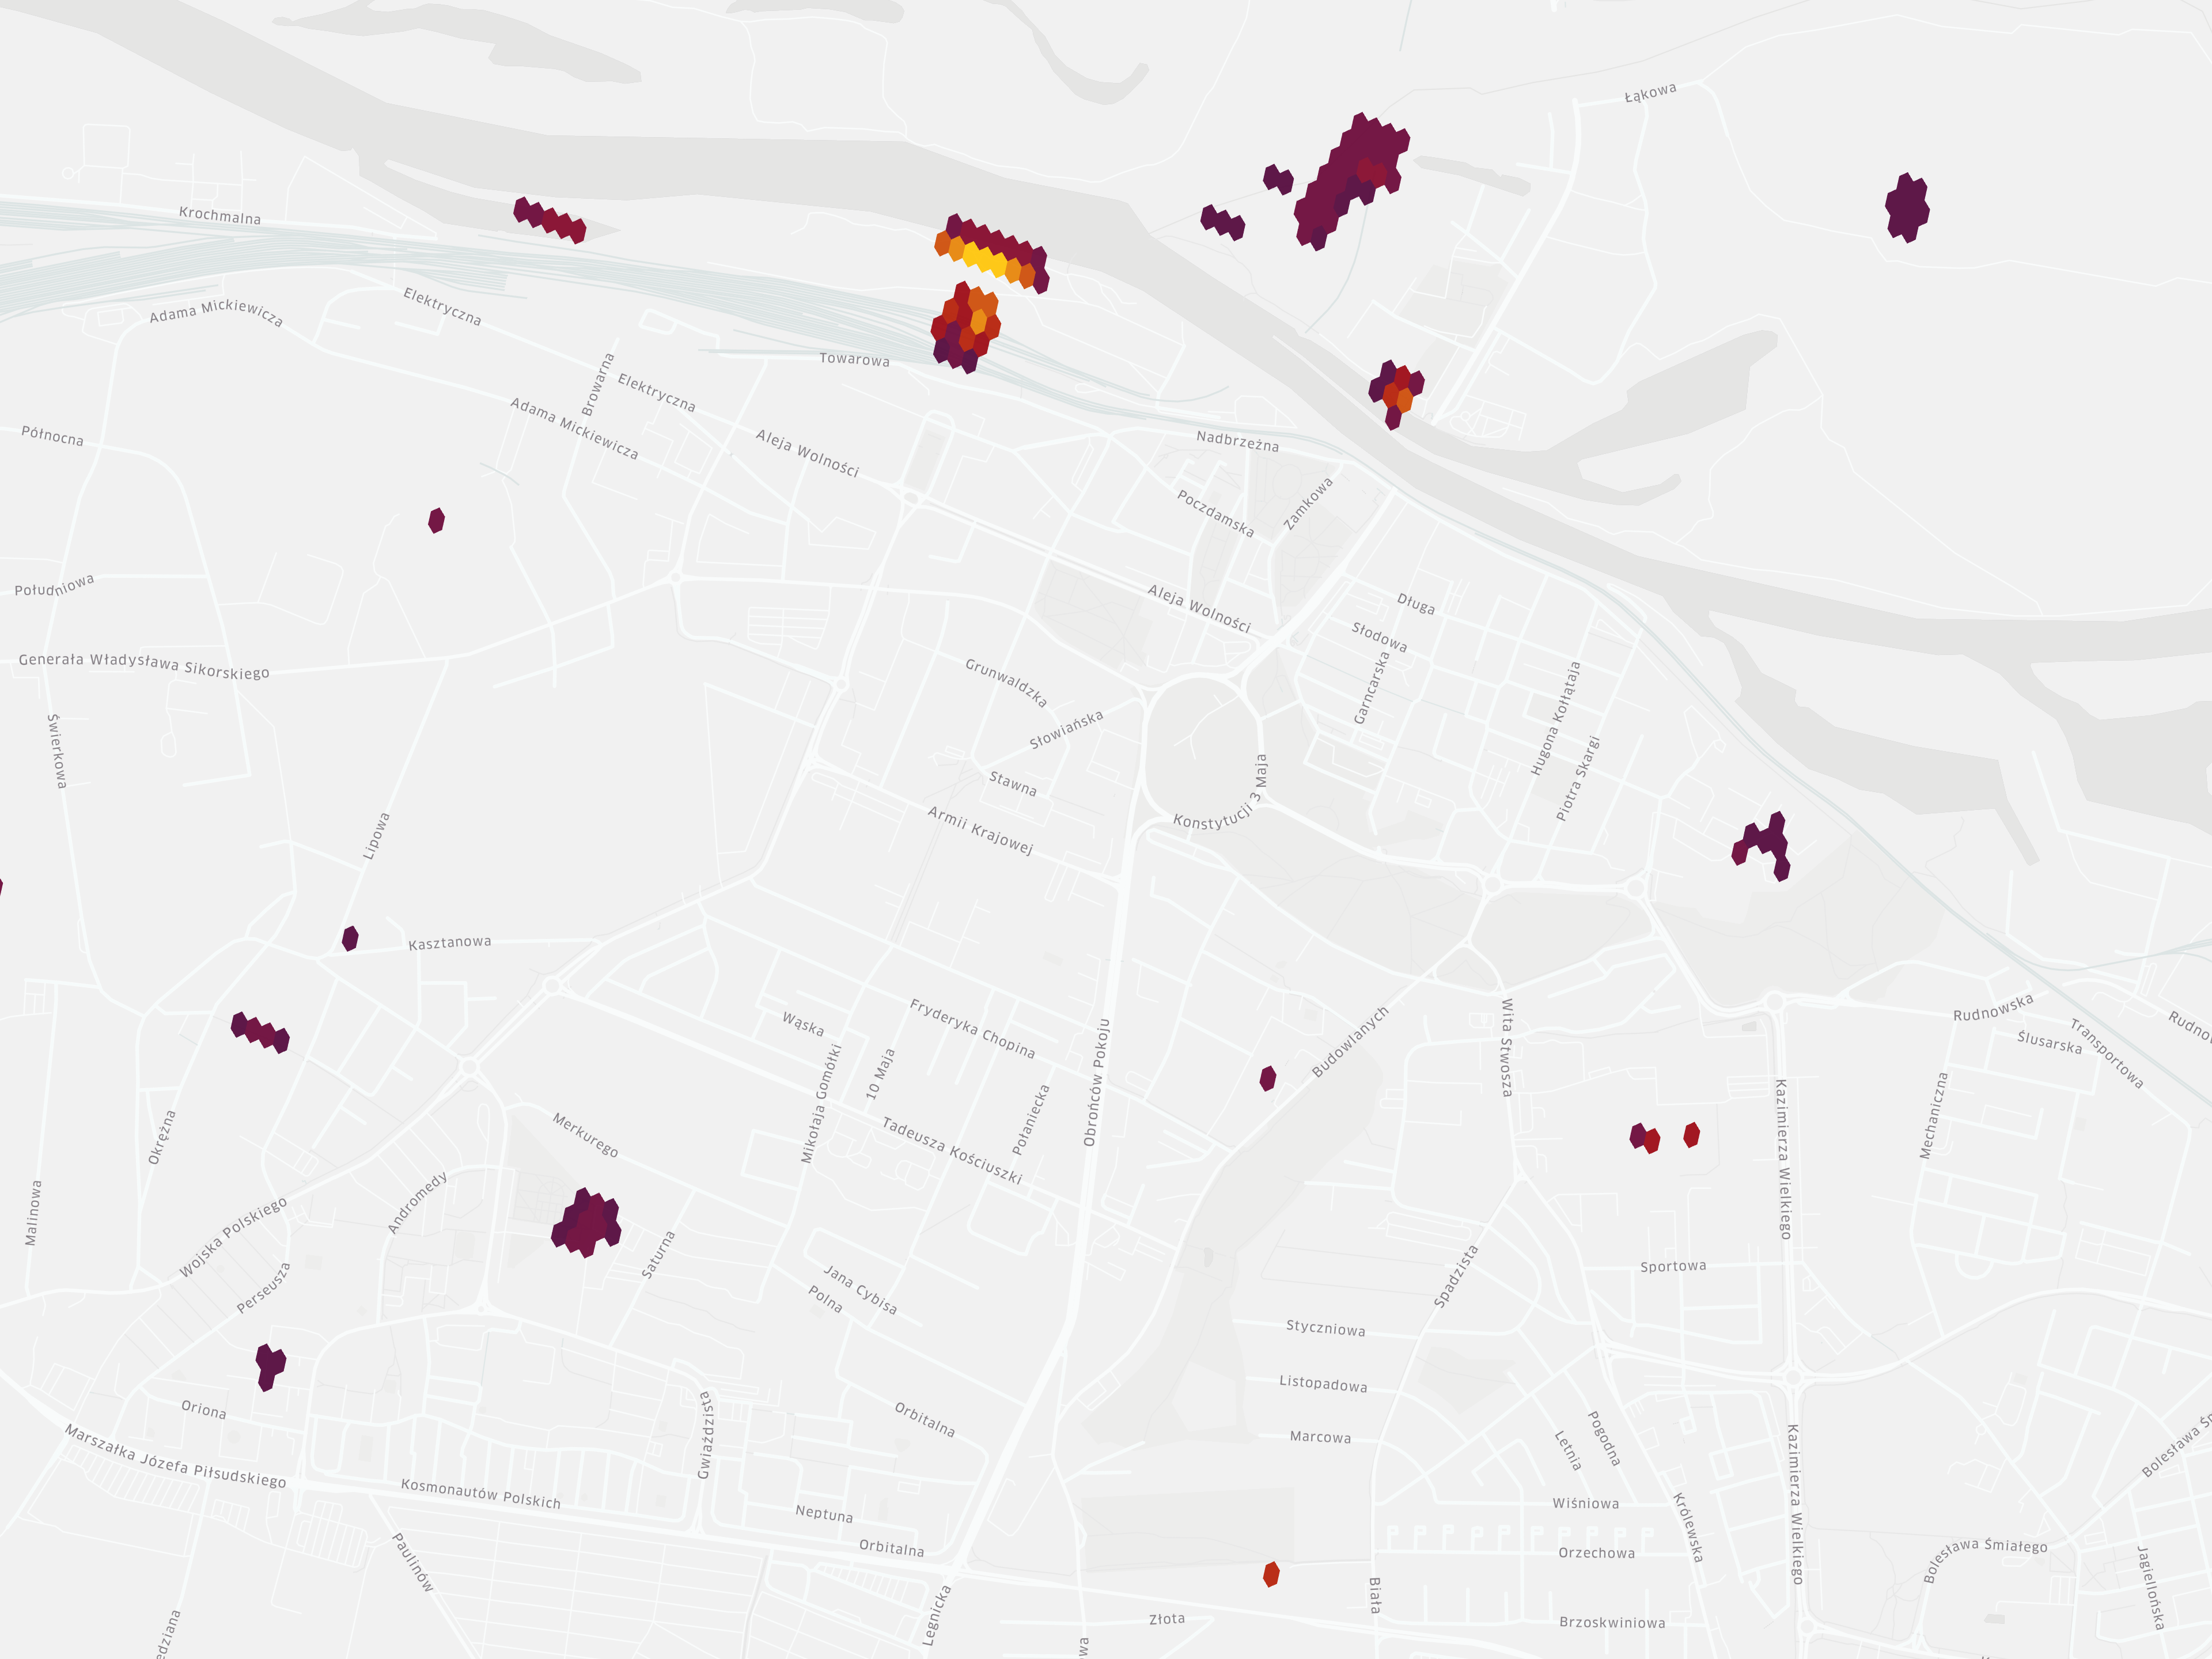 Łąkowa
Krochmalna
Elektryczna
Adama Mickiewicza
Towarowa
Browarna
Elektryczna
Adama Mickiewicza
Północna
Aleja Wolności
Nadbrzeżna
Poczdamska
Zamkowa
Południowa
Aleja Wolności
Długa
Słodowa
Generała Władysława Sikorskiego
Grunwaldzka
Garncarska
Hugona Kołłątaja
Słowiańska
Świerkowa
Stawna
Konstytucji 3 Maja
Piotra Skargi
Lipowa
Armii Krajowej
Kasztanowa
Wąska
Fryderyka Chopina
Rudnowska
Ślusarska
Transportowa
Budowlanych
Wita Stwosza
Obrońców Pokoju
Mikołaja Gomółki
10 Maja
Połaniecka
Okrężna
Merkurego
Tadeusza Kościuszki
Kazimierza Wielkiego
Mechaniczna
Malinowa
Andromedy
Wojska Polskiego
Saturna
Perseusza
Jana Cybisa
Polna
Spadzista
Sportowa
Styczniowa
Listopadowa
Oriona
Orbitalna
Marcowa
Letnia
Pogodna
Gwiaździsta
Marszałka Józefa Piłsudskiego
Kosmonautów Polskich
Neptuna
Orbitalna
Wiśniowa
Królewska
Kazimierza Wielkiego
Orzechowa
Bolesława Śmiałego
Paulinów
Legnicka
Biała
Złota
Brzoskwiniowa
Jagiellońska